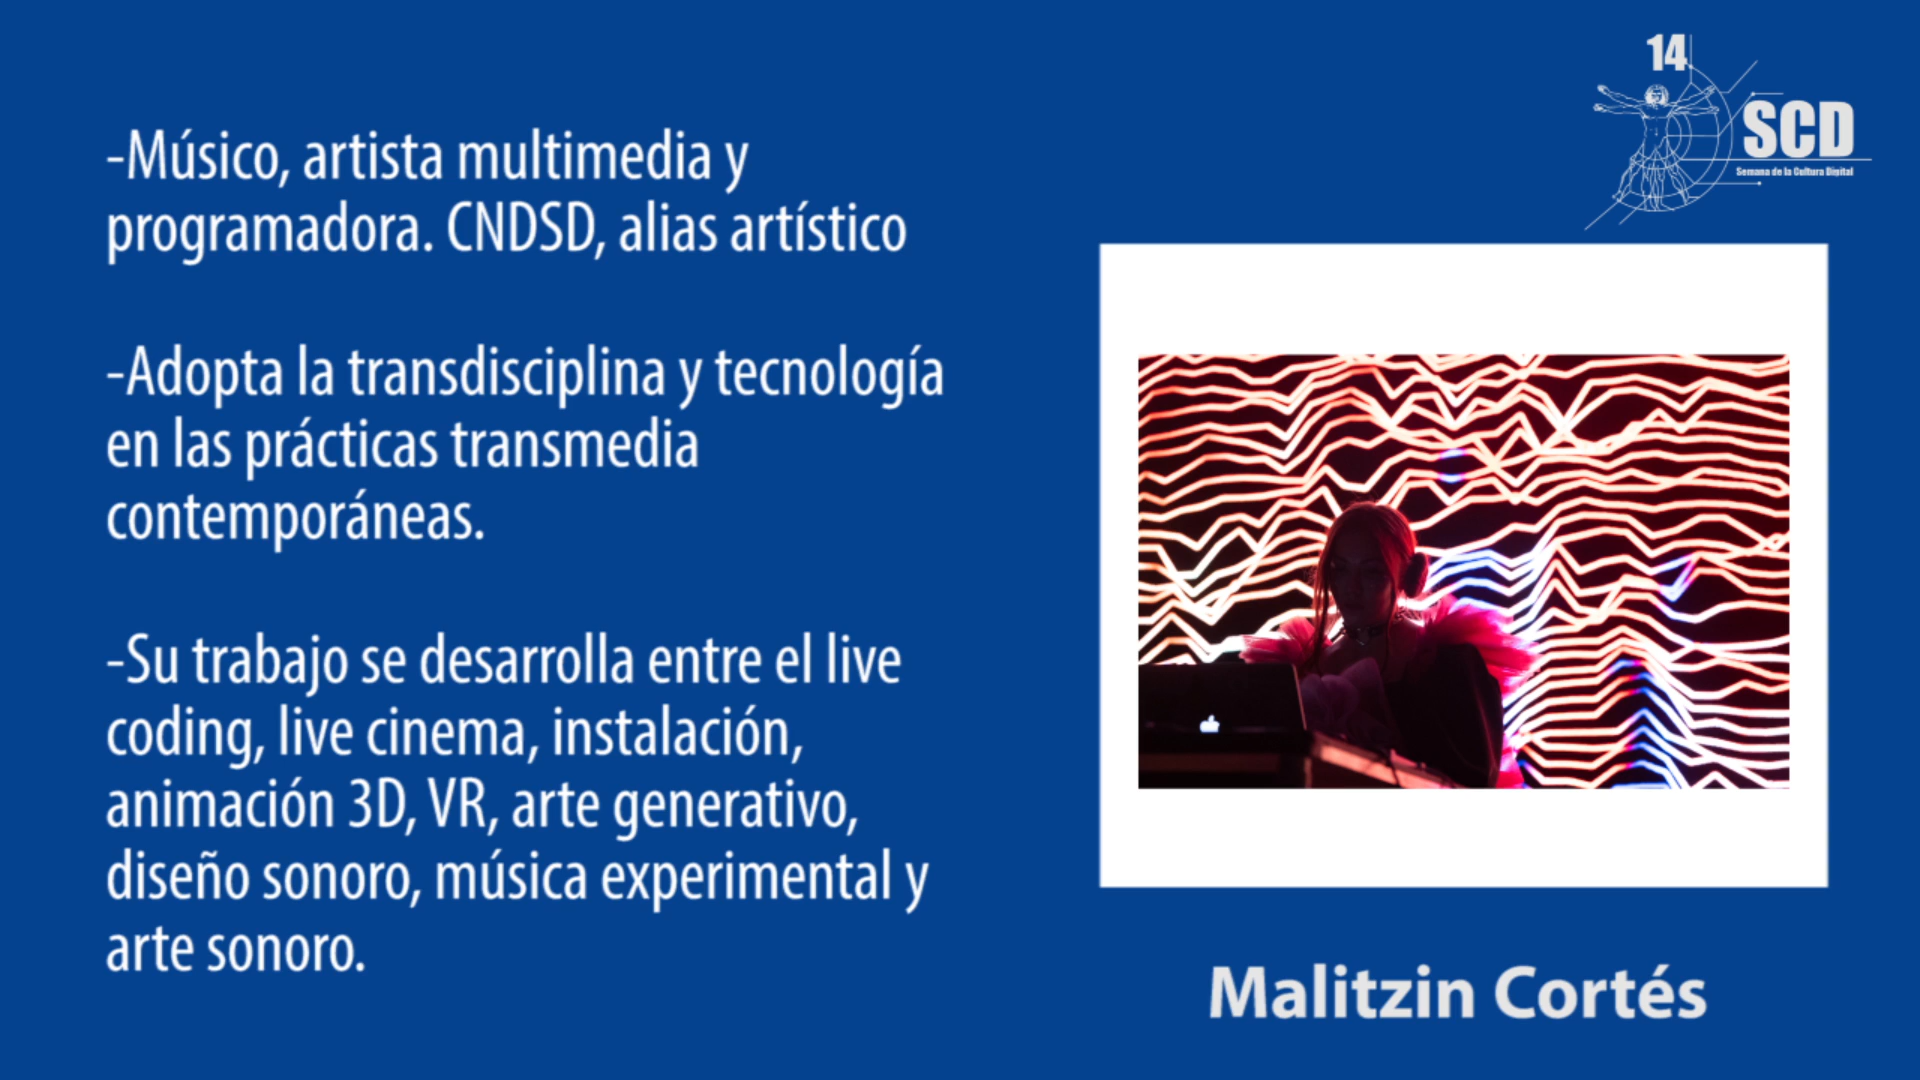 14
SCD
Semana de la Cultura Digital
-Músico, artista multimedia y
programadora. CNDSD, alias artístico
-Adopta la transdisciplina y tecnología
en las prácticas transmedia
contemporáneas.
-Su trabajo se desarrolla entre el live
coding, live cinema, instalación,
animación 3D, VR, arte generativo,
diseño sonoro, música experimental y
arte sonoro.
Malitzin Cortés